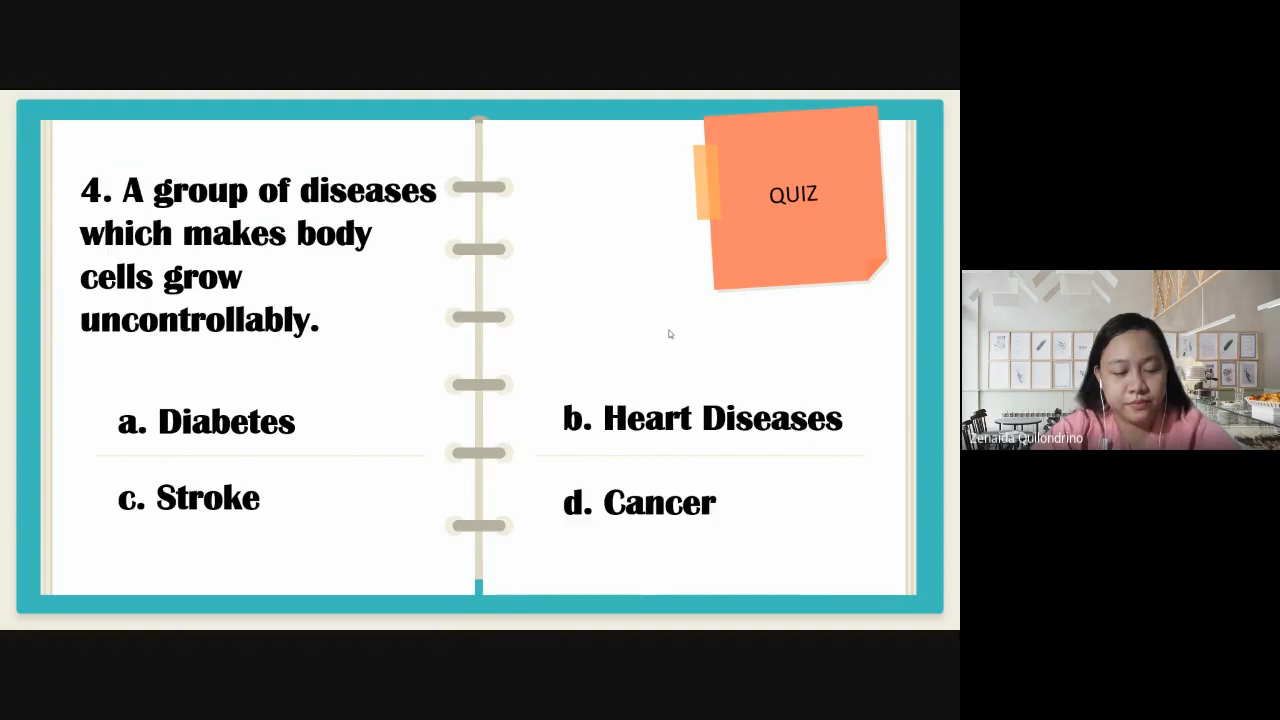 4. A group of diseases
which makes body
cells grow
uncontrollably.
QUIZ
a. Diabetes
b. Heart Diseases
c. Stroke
d. Cancer
Zenaida Quilondrino